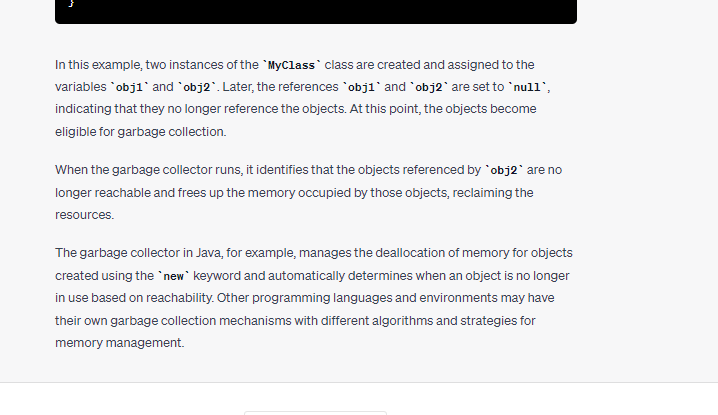 }
In this example, two instances of the `MyClass` class are created and assigned to the
variables `obj1` and `obj2`. Later, the references `obj1` and `obj2` are set to `null`,
indicating that they no longer reference the objects. At this point, the objects become
eligible for garbage collection.
When the garbage collector runs, it identifies that the objects referenced by `obj2` are no
longer reachable and frees up the memory occupied by those objects, reclaiming the
resources.
The garbage collector in Java, for example, manages the deallocation of memory for objects
created using the `new` keyword and automatically determines when an object is no longer
in use based on reachability. Other programming languages and environments may have
their own garbage collection mechanisms with different algorithms and strategies for
memory management.